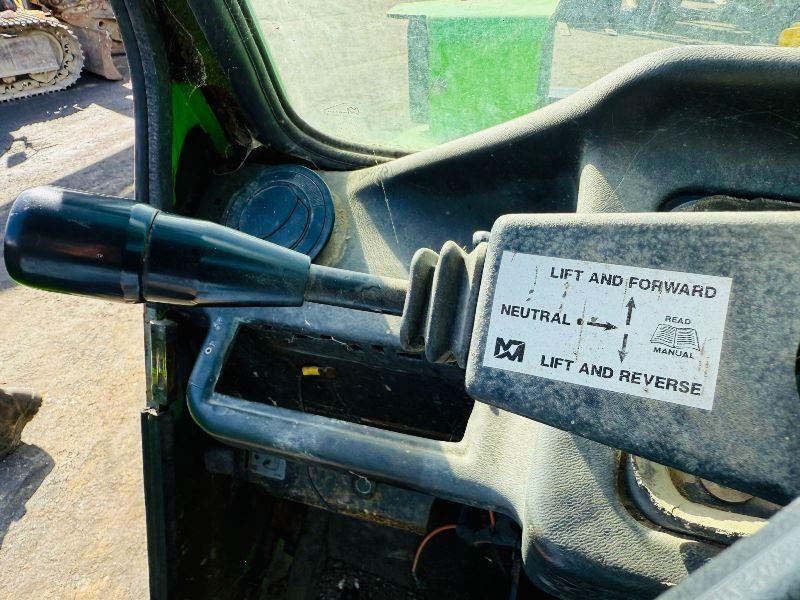 LIFT AND FORWARD
NEUTRAL
READ
MANUAL
LIFT AND REVERSE